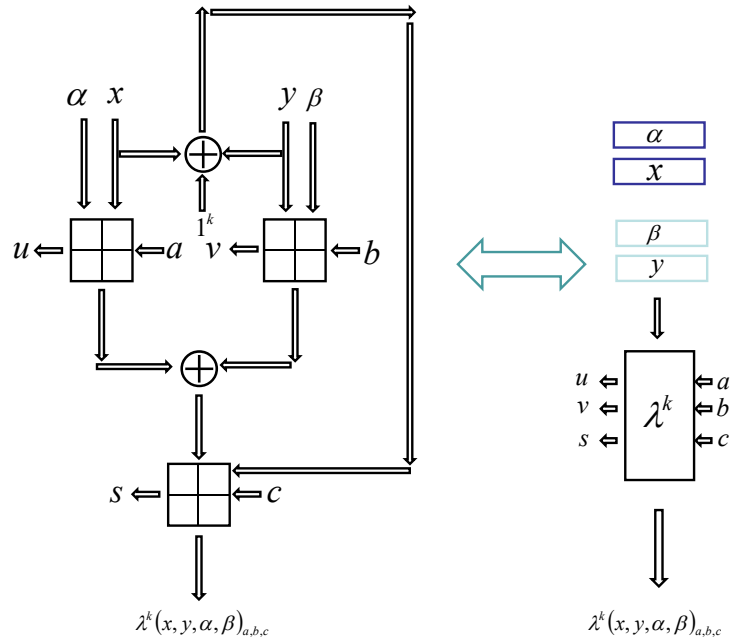 α x y β
1^k
u a v b
s c
λ^k(x, y, α, β)_{a,b,c}
α
x
β
y
u a
v λ^k b
s c
λ^k(x, y, α, β)_{a,b,c}